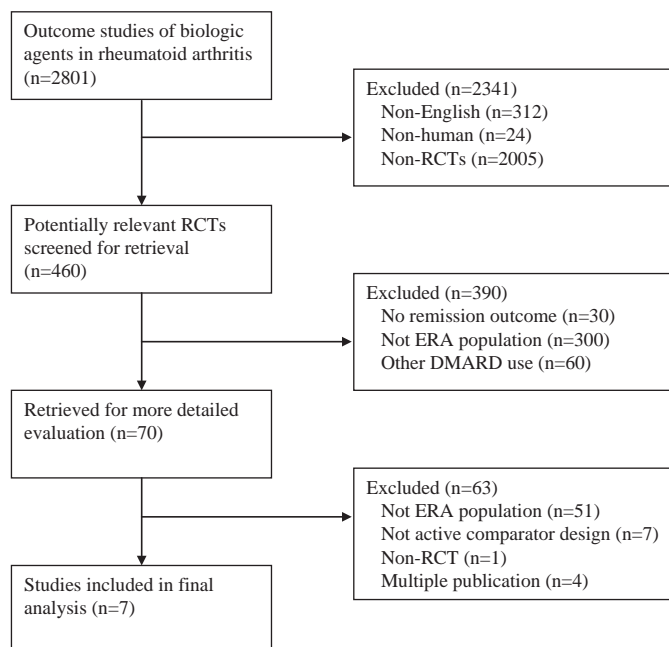 Outcome studies of biologic
agents in rheumatoid arthritis
(n=2801)
Excluded (n=2341)
Non-English (n=312)
Non-human (n=24)
Non-RCTs (n=2005)
Potentially relevant RCTs
screened for retrieval
(n=460)
Excluded (n=390)
No remission outcome (n=30)
Not ERA population (n=300)
Other DMARD use (n=60)
Retrieved for more detailed
evaluation (n=70)
Excluded (n=63)
Not ERA population (n=51)
Not active comparator design (n=7)
Non-RCT (n=1)
Multiple publication (n=4)
Studies included in final
analysis (n=7)